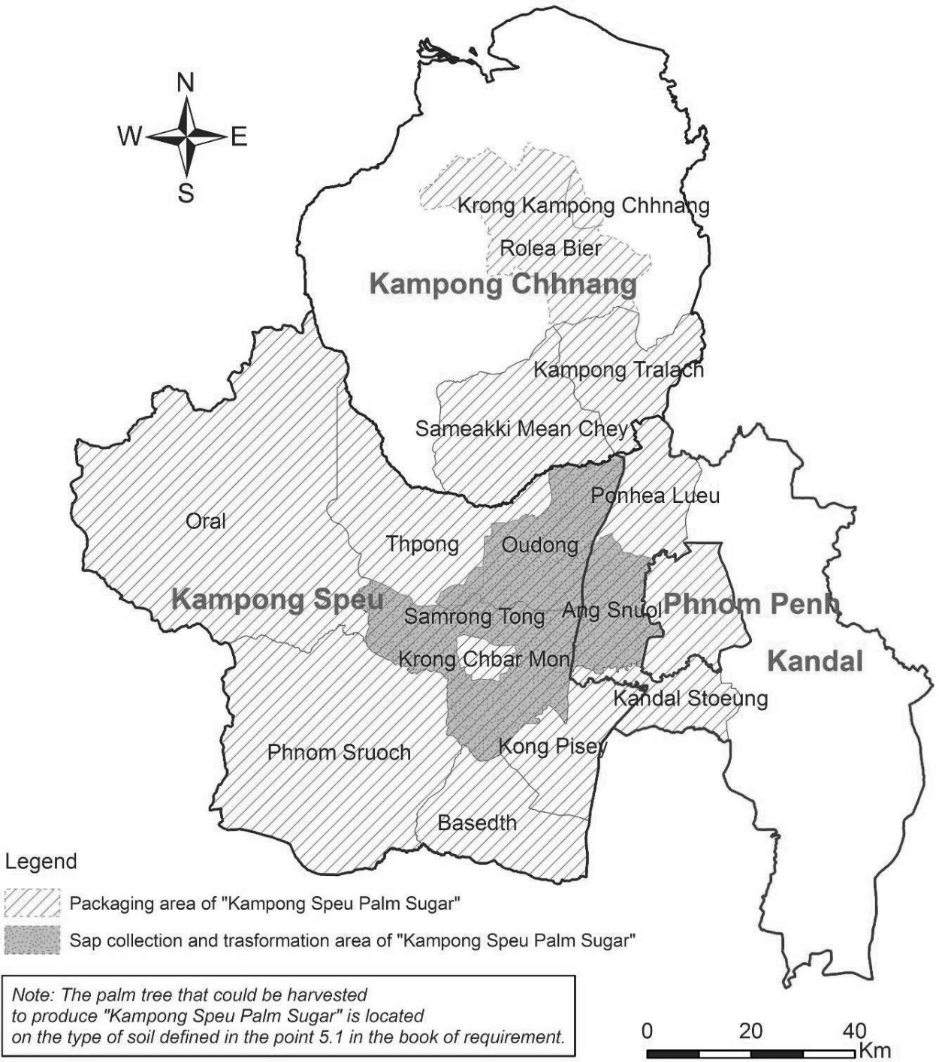 N
W E
S
Krong Kampong Chhnang
Rolea Bier
Kampong Chhnang
Kampong Tralach
Sameakki Mean Chey
Ponhea Lueu
Oral
Thpong
Oudong
Kampong Speu
Samrong Tong
Ang Snuol
Phnom Penh
Krong Chbar Mon
Kandal
Kandal Stoeung
Phnom Sruoch
Kong Pisey
Basedth
Legend
Packaging area of "Kampong Speu Palm Sugar"
Sap collection and trasformation area of "Kampong Speu Palm Sugar"
Note: The palm tree that could be harvested
to produce "Kampong Speu Palm Sugar" is located
on the type of soil defined in the point 5.1 in the book of requirement.
0 20 40
Km